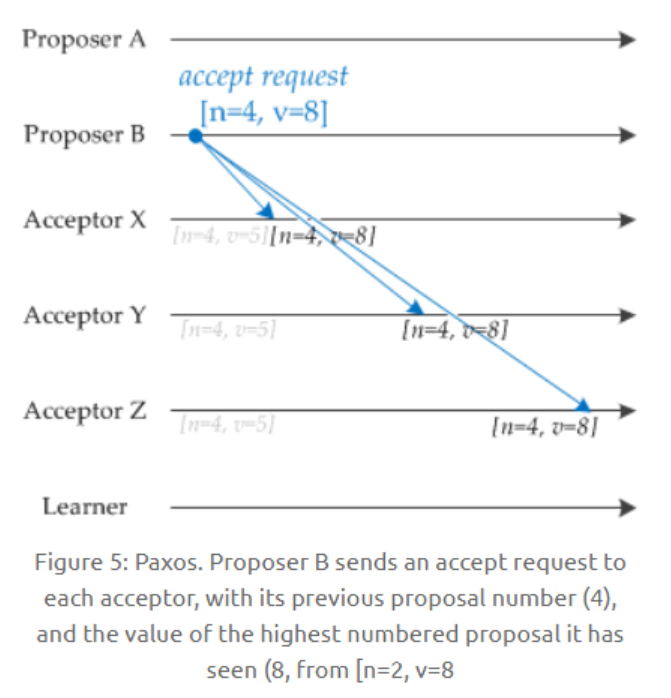 Proposer A
accept request
[n=4, v=8]
Proposer B
Acceptor X
[n=4, v=5] [n=4, v=8]
Acceptor Y
[n=4, v=5] [n=4, v=8]
Acceptor Z
[n=4, v=5] [n=4, v=8]
Learner
Figure 5: Paxos. Proposer B sends an accept request to
each acceptor, with its previous proposal number (4),
and the value of the highest numbered proposal it has
seen (8, from [n=2, v=8